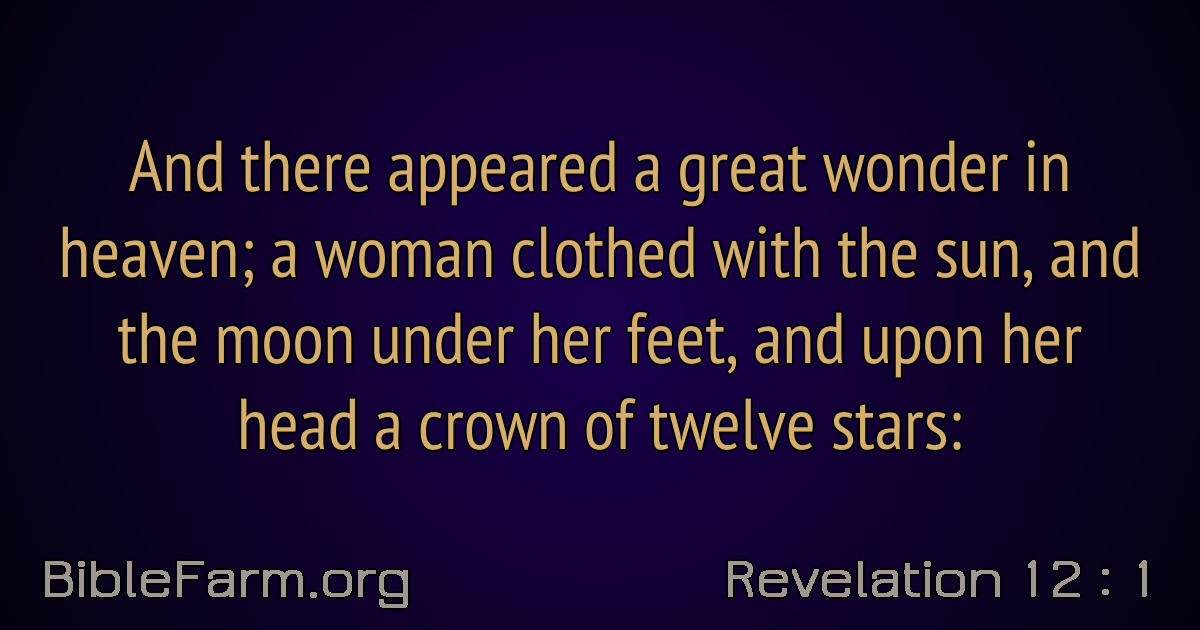 And there appeared a great wonder in
heaven; a woman clothed with the sun, and
the moon under her feet, and upon her
head a crown of twelve stars:
BibleFarm.org
Revelation 12 : 1